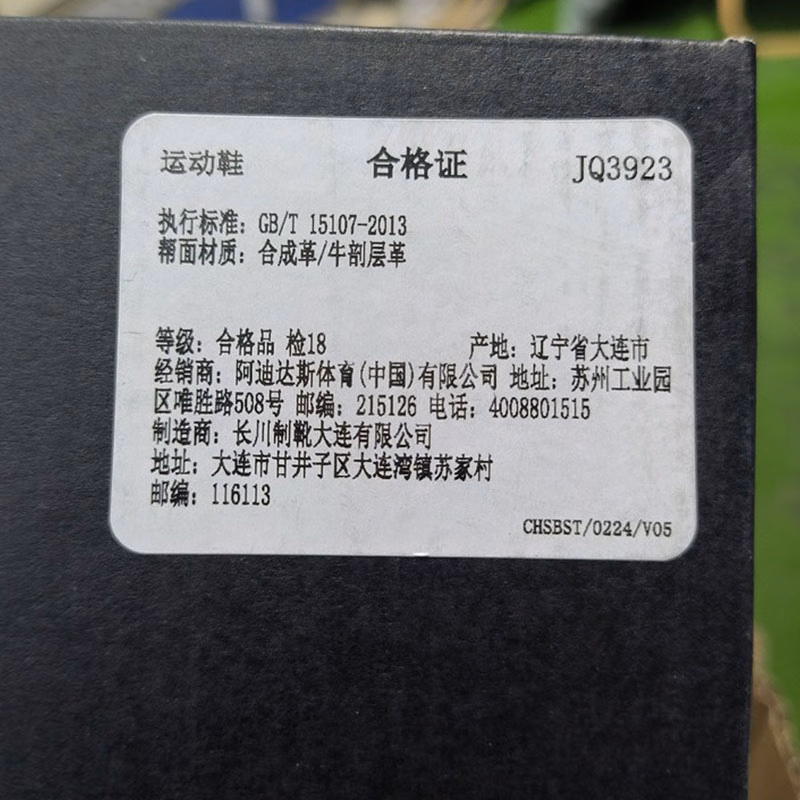 运动鞋 合格证 JQ3923
执行标准: GB/T 15107-2013
帮面材质: 合成革/牛剖层革
等级: 合格品 检18 产地: 辽宁省大连市
经销商: 阿迪达斯体育(中国)有限公司 地址: 苏州工业园
区唯胜路508号 邮编: 215126 电话: 4008801515
制造商: 长川制靴大连有限公司
地址: 大连市甘井子区大连湾镇苏家村
邮编: 116113
CHSBST/0224/V05